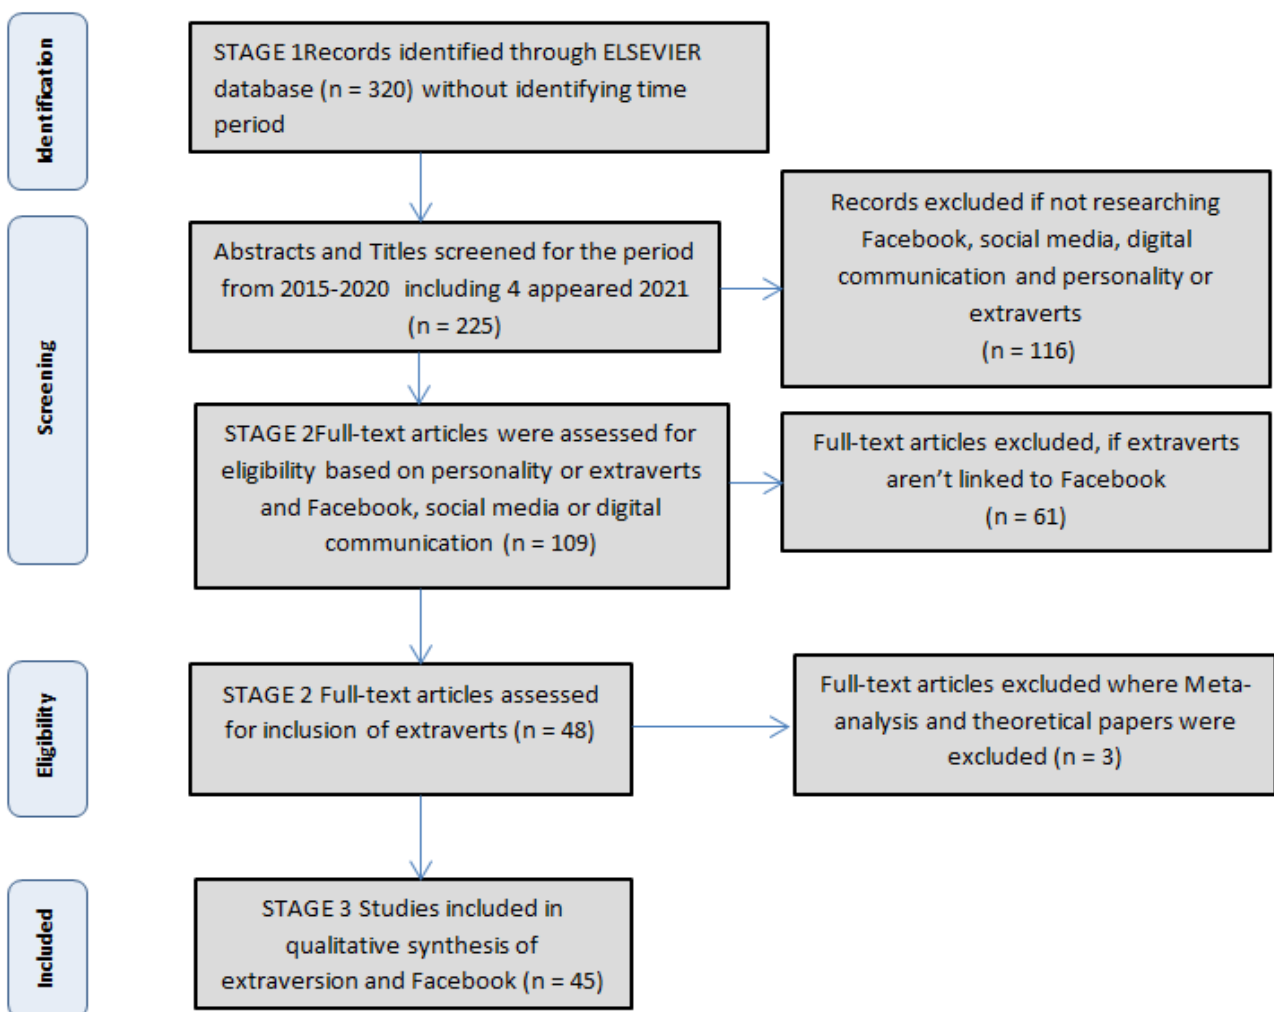 Identification
STAGE 1Records identified through ELSEVIER
database (n = 320) without identifying time
period
Screening
Abstracts and Titles screened for the period
from 2015-2020 including 4 appeared 2021
(n = 225)
Records excluded if not researching
Facebook, social media, digital
communication and personality or
extraverts
(n = 116)
STAGE 2Full-text articles were assessed for
eligibility based on personality or extraverts
and Facebook, social media or digital
communication (n = 109)
Full-text articles excluded, if extraverts
aren’t linked to Facebook
(n = 61)
Eligibility
STAGE 2 Full-text articles assessed
for inclusion of extraverts (n = 48)
Full-text articles excluded where Meta-
analysis and theoretical papers were
excluded (n = 3)
Included
STAGE 3 Studies included in
qualitative synthesis of
extraversion and Facebook (n = 45)